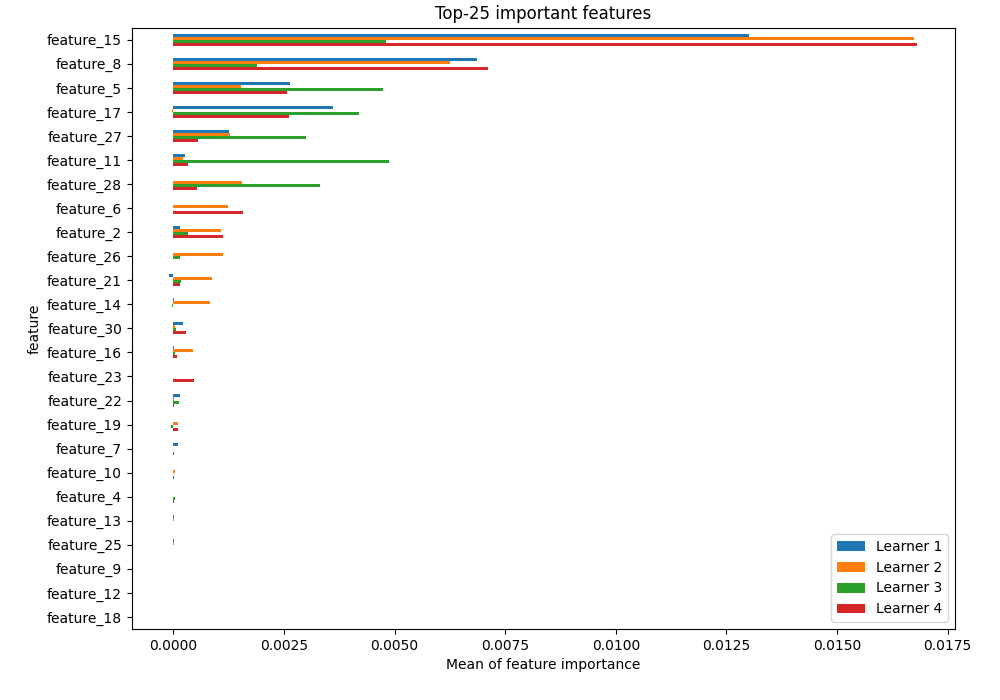 Top-25 important features
feature_15
feature_8
feature_5
feature_17
feature_27
feature_11
feature_28
feature_6
feature_2
feature_26
feature_21
feature_14
feature_30
feature_16
feature_23
feature_22
feature_19
feature_7
feature_10
feature_4
feature_13
feature_25
feature_9
feature_12
feature_18
feature
Learner 1
Learner 2
Learner 3
Learner 4
0.0000 0.0025 0.0050 0.0075 0.0100 0.0125 0.0150 0.0175
Mean of feature importance